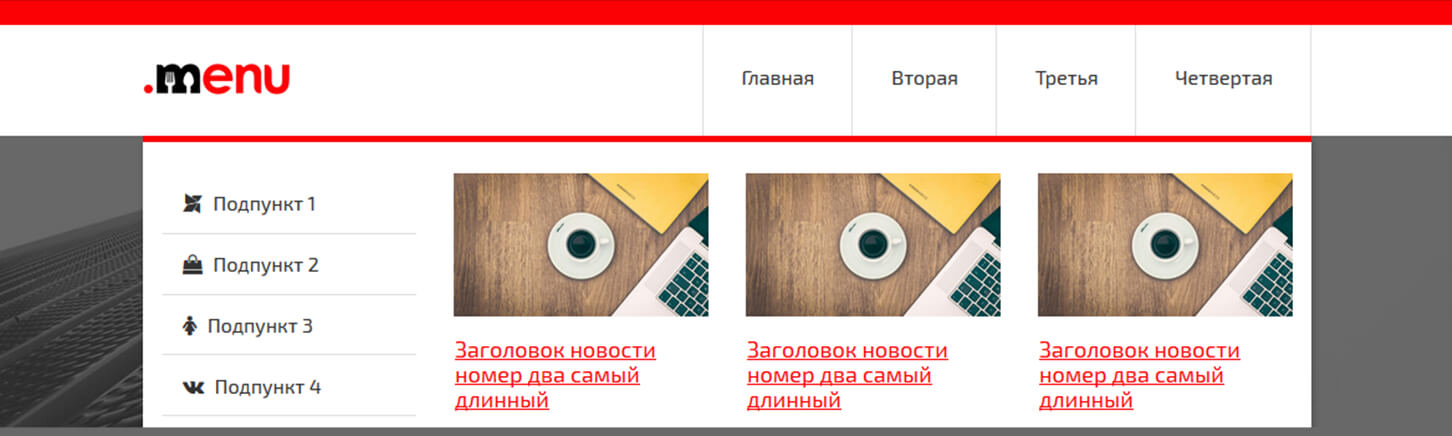 .menu
Главная
Вторая
Третья
Четвертая
Подпункт 1
Подпункт 2
Подпункт 3
Подпункт 4
Заголовок новости
номер два самый
длинный
Заголовок новости
номер два самый
длинный
Заголовок новости
номер два самый
длинный